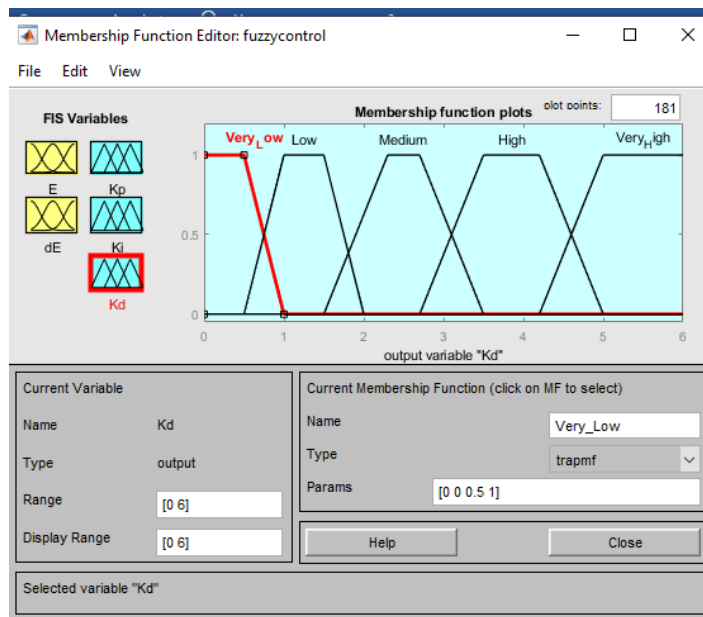 Membership Function Editor: fuzzycontrol
File Edit View
FIS Variables
Membership function plots
plot points:
181
E
Kp
dE
Ki
Kd
Very_Low
Low
Medium
High
Very_High
1
0.5
0
0 1 2 3 4 5 6
output variable "Kd"
Current Variable
Name Kd
Type output
Range [0 6]
Display Range [0 6]
Current Membership Function (click on MF to select)
Name Very_Low
Type trapmf
Params [0 0 0.5 1]
Help Close
Selected variable "Kd"